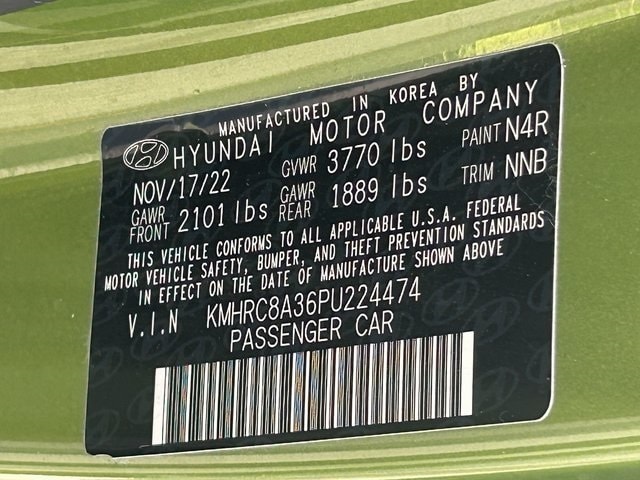 MANUFACTURED IN KOREA BY
HYUNDAI MOTOR COMPANY
NOV/17/22 GVWR 3770 lbs PAINT N4R
GAWR FRONT 2101 lbs GAWR REAR 1889 lbs TRIM NNB
THIS VEHICLE CONFORMS TO ALL APPLICABLE U.S.A. FEDERAL
MOTOR VEHICLE SAFETY, BUMPER, AND THEFT PREVENTION STANDARDS
IN EFFECT ON THE DATE OF MANUFACTURE SHOWN ABOVE
V.I.N KMHRC8A36PU224474
PASSENGER CAR